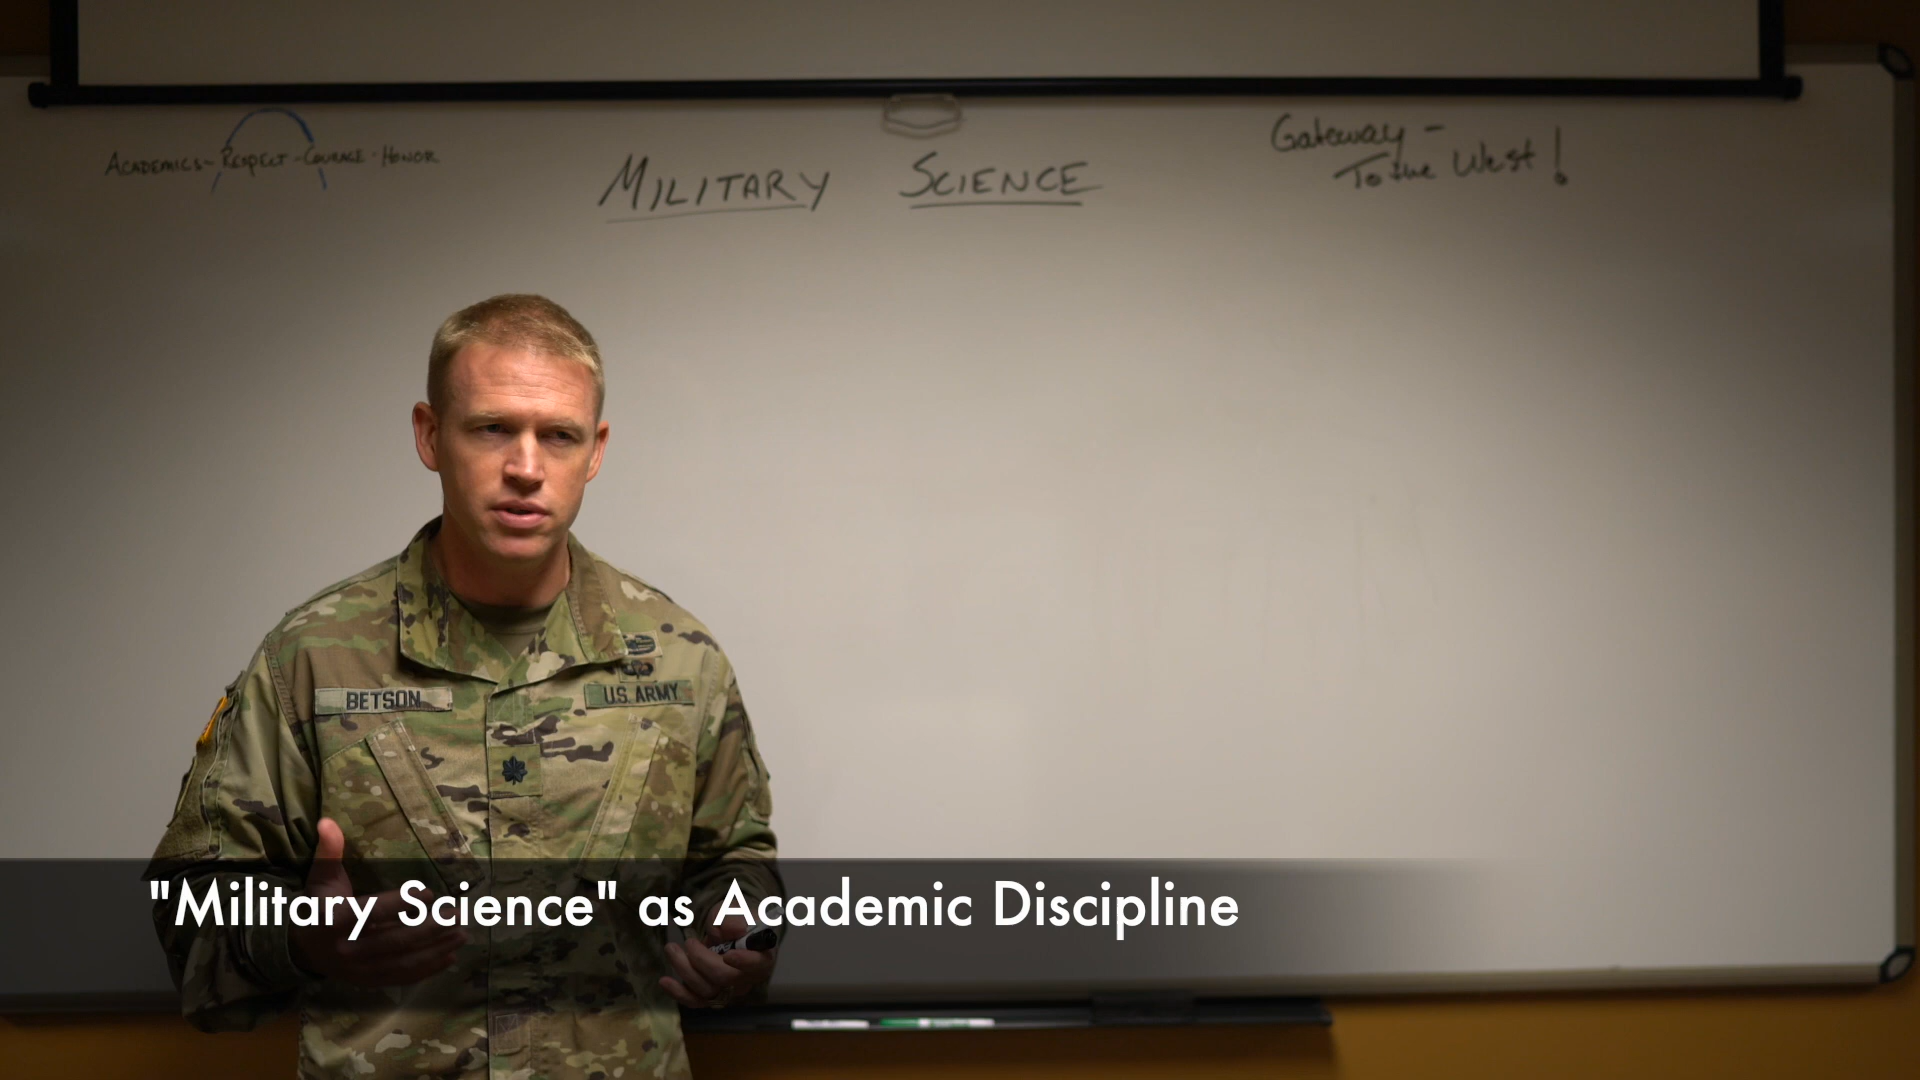 ACADEMICS - RESPECT - COURAGE - HONOR
MILITARY SCIENCE
Gateway -
To the West!
BETSON
U.S. ARMY
"Military Science" as Academic Discipline